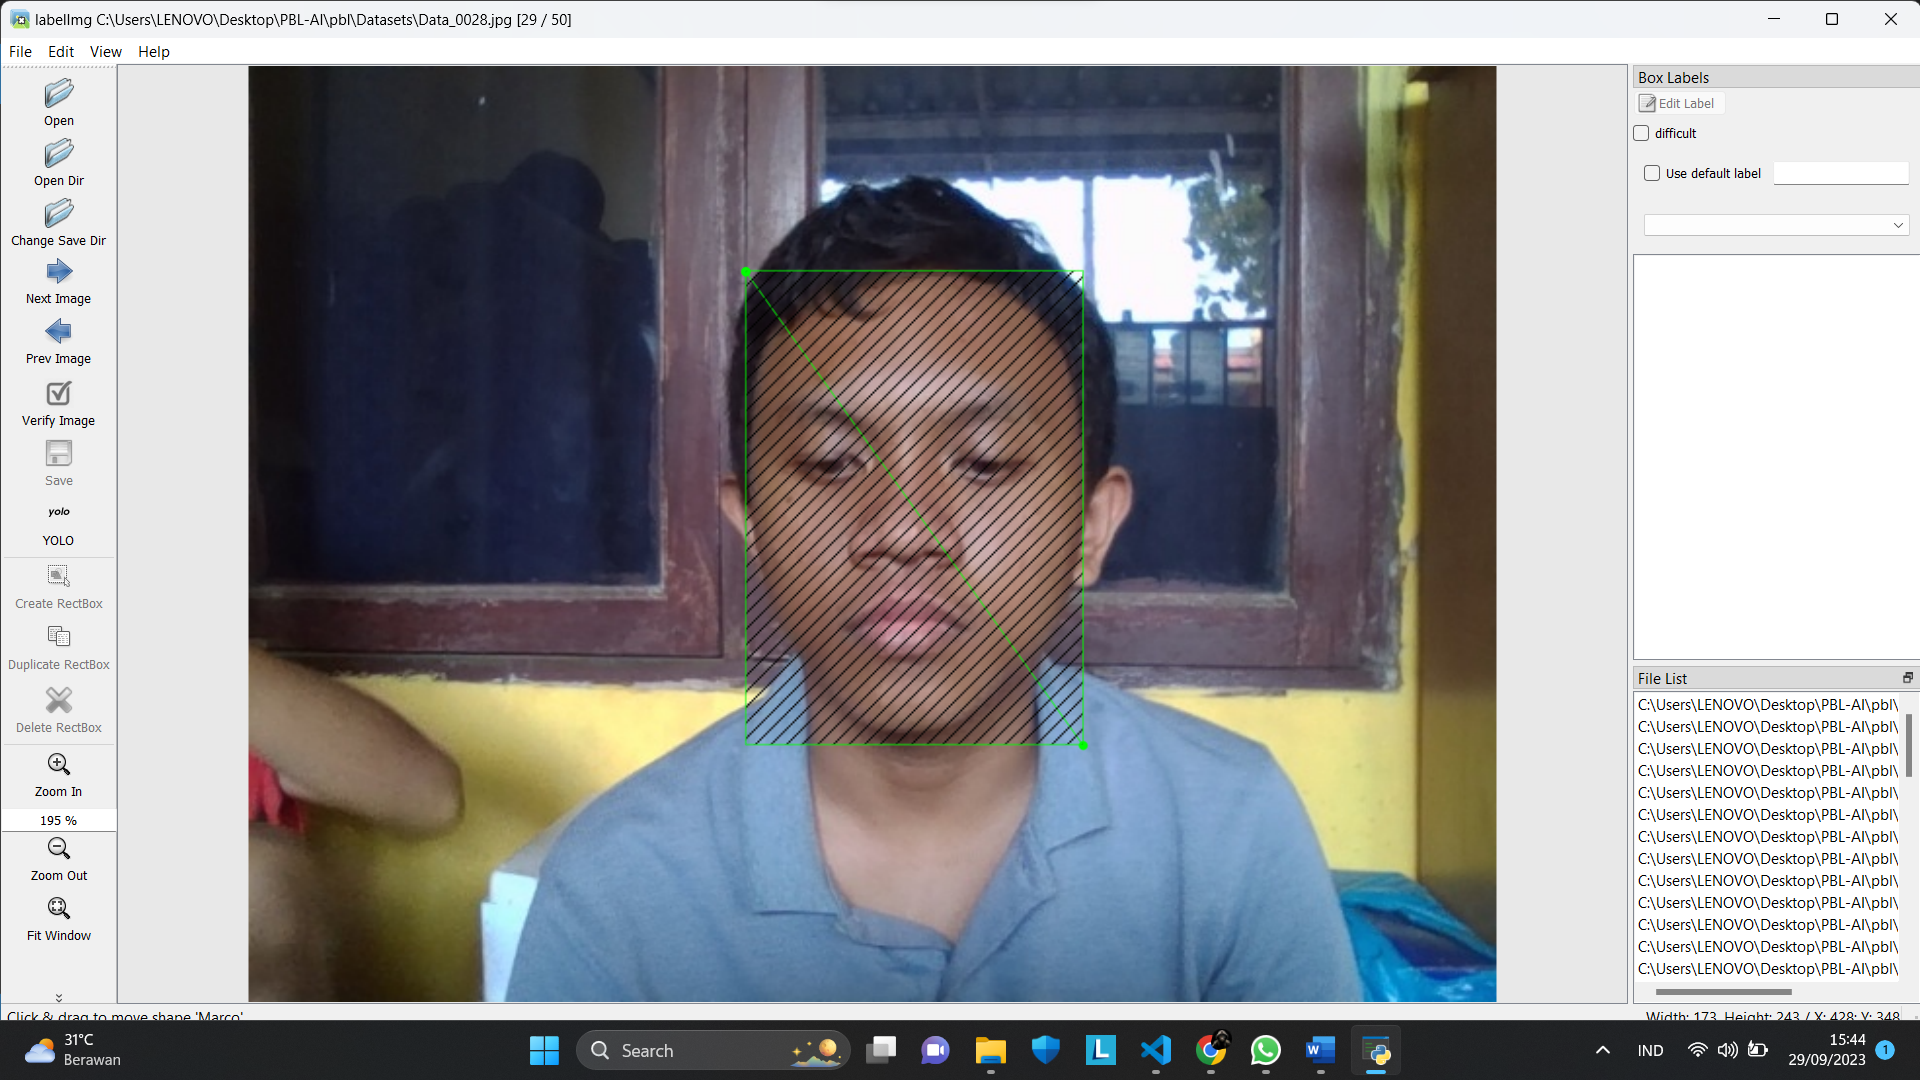 labelImg C:\Users\LENOVO\Desktop\PBL-AI\pbl\Datasets\Data_0028.jpg [29 / 50]
File Edit View Help
Open
Open Dir
Change Save Dir
Next Image
Prev Image
Verify Image
Save
yolo
YOLO
Create RectBox
Duplicate RectBox
Delete RectBox
Zoom In
195 %
Zoom Out
Fit Window
Box Labels
Edit Label
difficult
Use default label
File List
C:\Users\LENOVO\Desktop\PBL-AI\pbl\
C:\Users\LENOVO\Desktop\PBL-AI\pbl\
C:\Users\LENOVO\Desktop\PBL-AI\pbl\
C:\Users\LENOVO\Desktop\PBL-AI\pbl\
C:\Users\LENOVO\Desktop\PBL-AI\pbl\
C:\Users\LENOVO\Desktop\PBL-AI\pbl\
C:\Users\LENOVO\Desktop\PBL-AI\pbl\
C:\Users\LENOVO\Desktop\PBL-AI\pbl\
C:\Users\LENOVO\Desktop\PBL-AI\pbl\
C:\Users\LENOVO\Desktop\PBL-AI\pbl\
C:\Users\LENOVO\Desktop\PBL-AI\pbl\
C:\Users\LENOVO\Desktop\PBL-AI\pbl\
C:\Users\LENOVO\Desktop\PBL-AI\pbl\
Click & drag to move shape 'Marco'
Width: 173, Height: 243 / X: 428; Y: 348
31°C
Berawan
Search
L
W
IND
15:44
29/09/2023
1